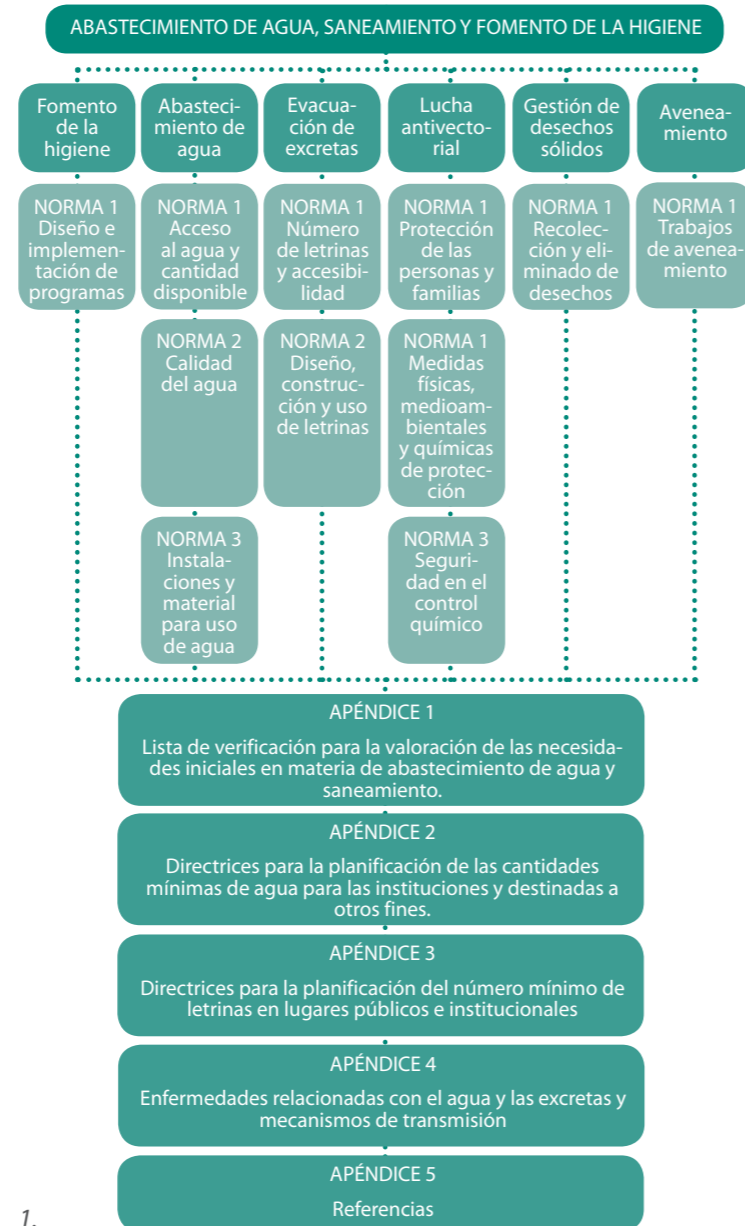 ABASTECIMIENTO DE AGUA, SANEAMIENTO Y FOMENTO DE LA HIGIENE
Fomento
de la
higiene
Abasteci-
miento de
agua
Evacua-
ción de
excretas
Lucha
antivecto-
rial
Gestión de
desechos
sólidos
Avenea-
miento
NORMA 1
Diseño e
implemen-
tación de
programas
NORMA 1
Acceso
al agua y
cantidad
disponible
NORMA 1
Número
de letrinas
y accesibi-
lidad
NORMA 1
Protección
de las
personas y
familias
NORMA 1
Recolec-
ción y eli-
minado de
desechos
NORMA 1
Trabajos
de avenea-
miento
NORMA 2
Calidad
del agua
NORMA 2
Diseño,
construc-
ción y uso
de letrinas
NORMA 1
Medidas
físicas,
medioam-
bientales
y químicas
de protec-
ción
NORMA 3
Instala-
ciones y
material
para uso
de agua
NORMA 3
Seguri-
dad en el
control
químico
APÉNDICE 1
Lista de verificación para la valoración de las necesida-
des iniciales en materia de abastecimiento de agua y
saneamiento.
APÉNDICE 2
Directrices para la planificación de las cantidades
mínimas de agua para las instituciones y destinadas a
otros fines.
APÉNDICE 3
Directrices para la planificación del número mínimo de
letrinas en lugares públicos e institucionales
APÉNDICE 4
Enfermedades relacionadas con el agua y las excretas y
mecanismos de transmisión
APÉNDICE 5
Referencias
1.